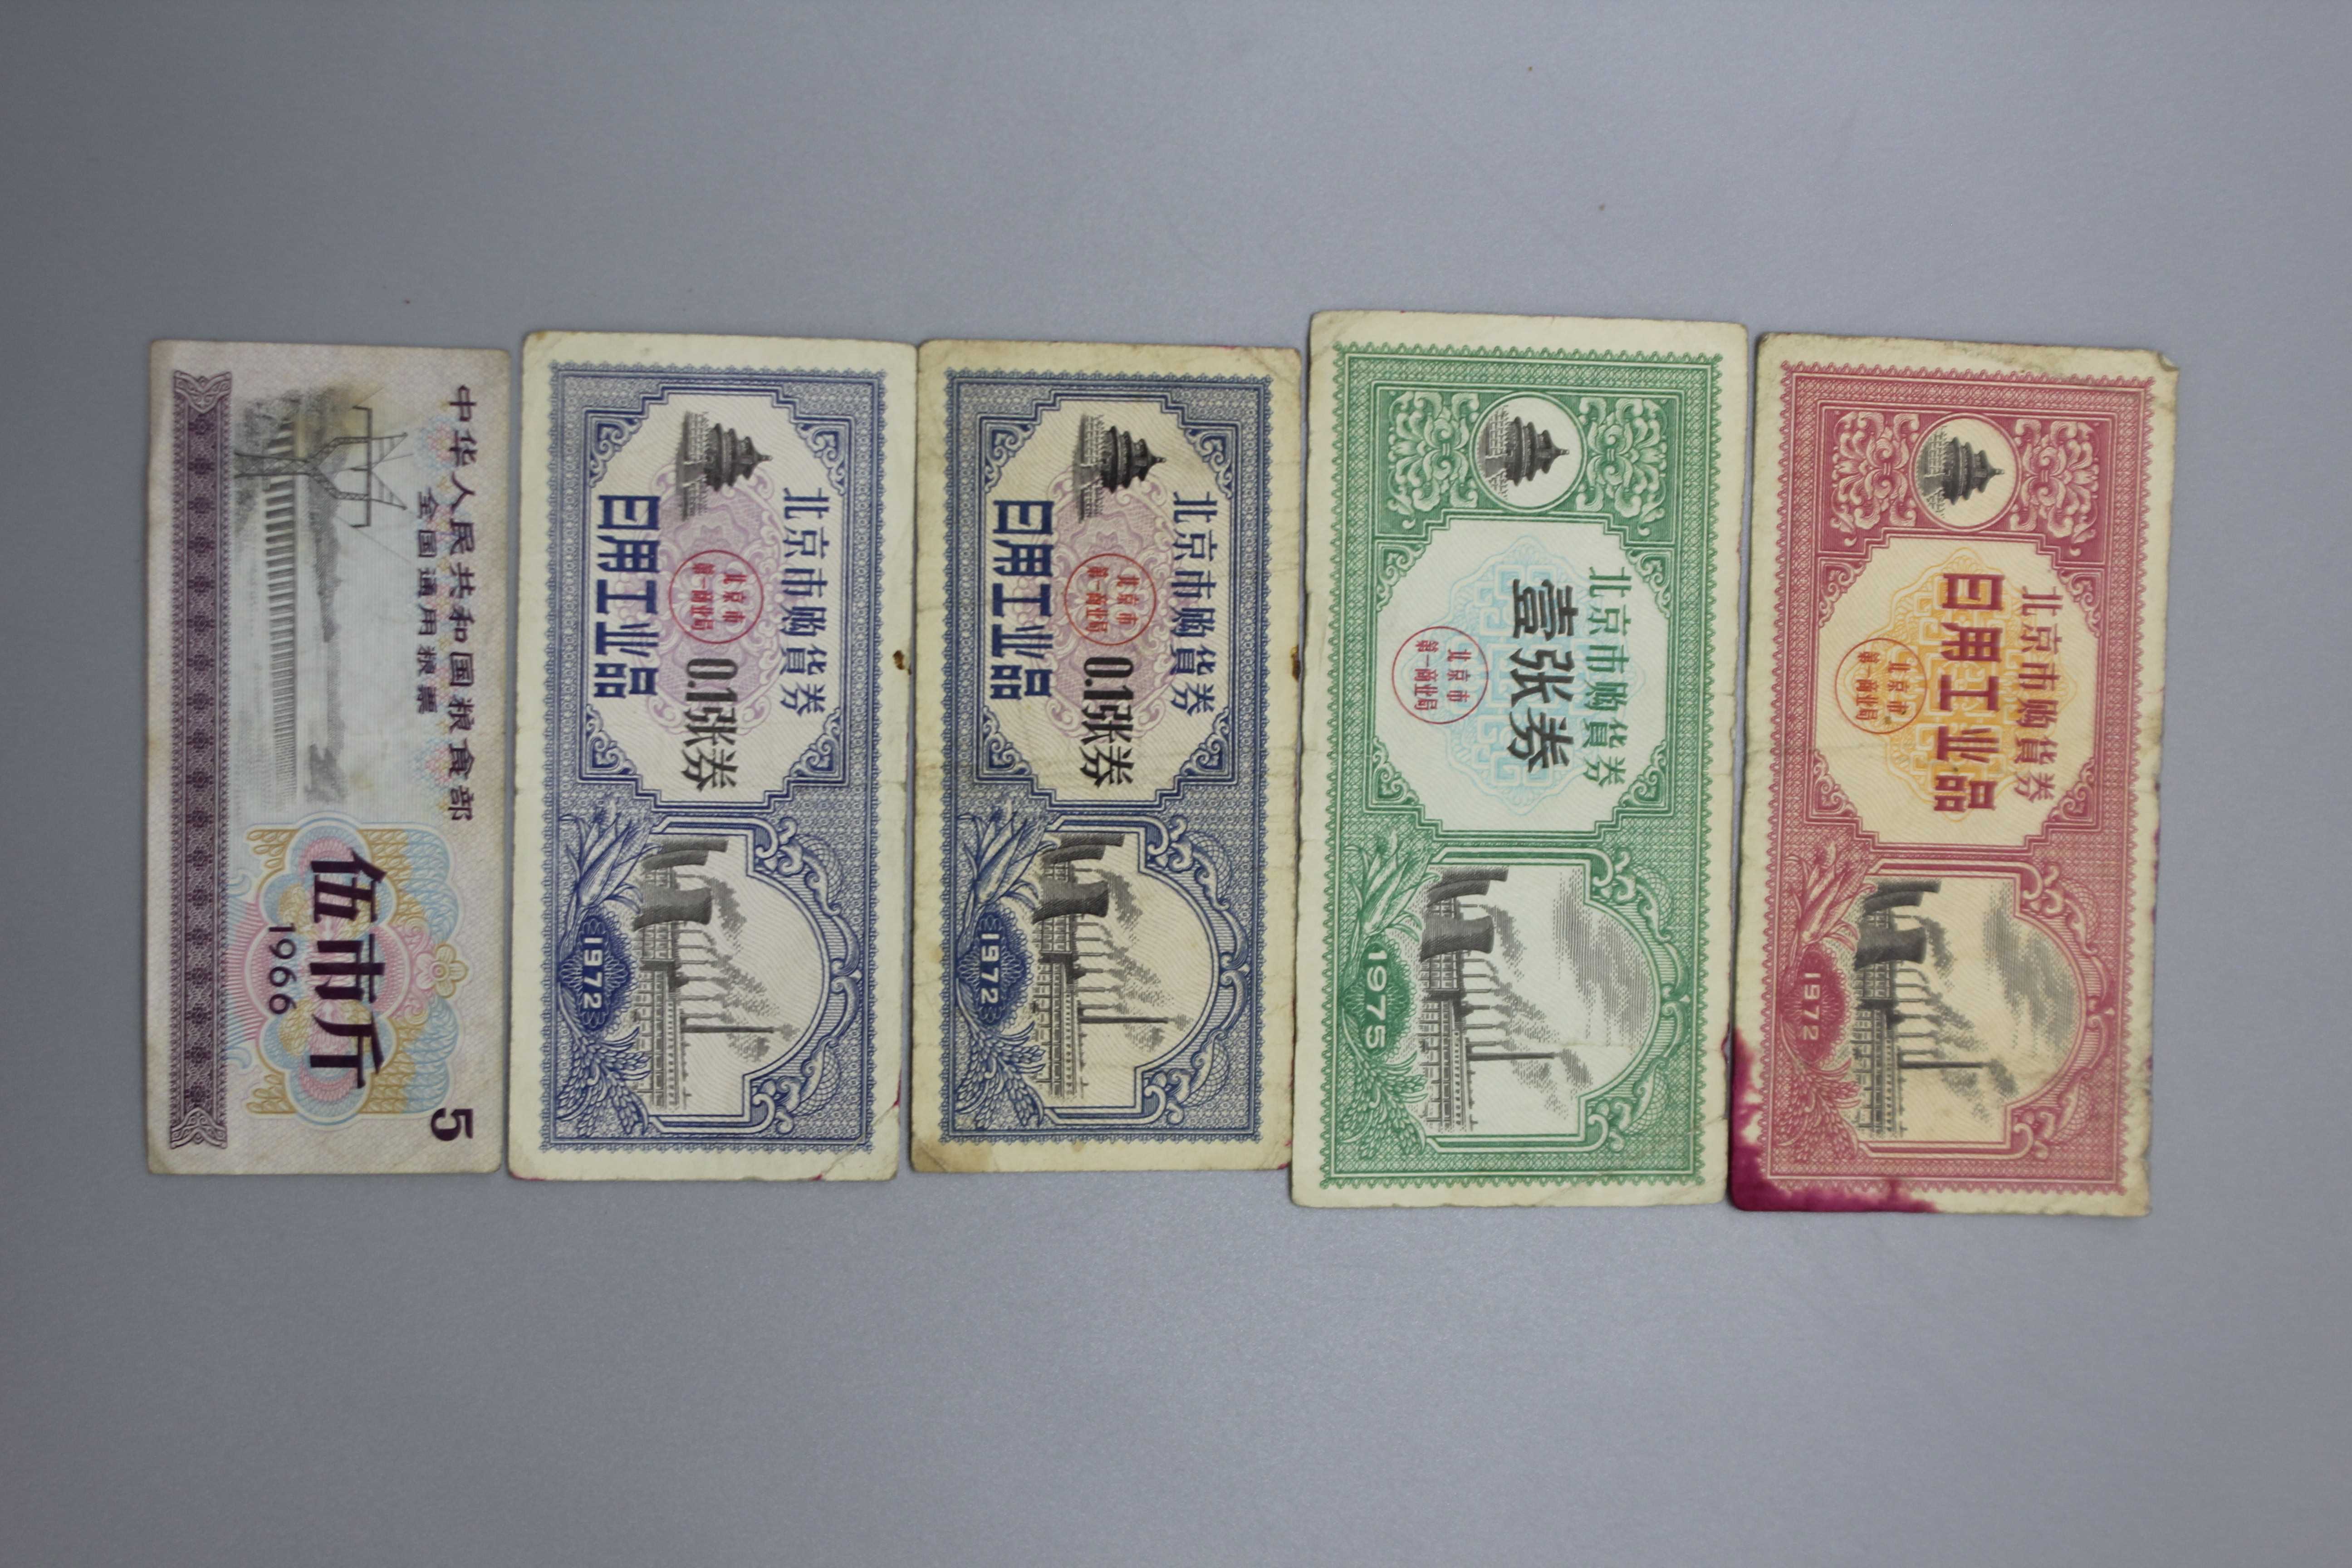 中华人民共和国粮食部
全国通用粮票
伍市斤
1966
5
北京市购货券
0.1张券
北京市
第一商业局
日用工业品
1972
北京市购货券
0.1张券
北京市
第一商业局
日用工业品
1972
北京市购货券
壹张券
北京市
第一商业局
1975
北京市购货券
日用工业品
北京市
第一商业局
1972